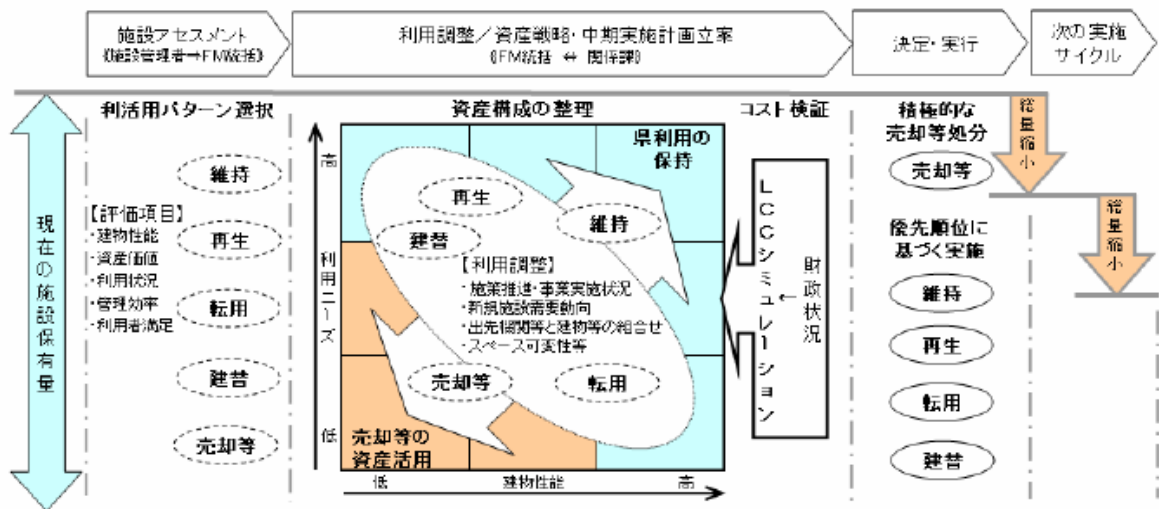 施設アセスメント
(施設管理者⇒FM統括)
利用調整／資産戦略・中期実施計画立案
(FM統括 ⇔ 関係課)
決定・実行
次の実施
サイクル
現在の施設保有量
利活用パターン選択
維持
【評価項目】
・建物性能
・資産価値
・利用状況
・管理効率
・利用者満足
再生
転用
建替
売却等
資産構成の整理
高
利用ニーズ
低
県利用の
保持
再生
建替
維持
【利用調整】
・施策推進・事業実施状況
・新規施設需要動向
・出先機関等と建物等の組合せ
・スペース可変性等
売却等
転用
売却等の
資産活用
低
建物性能
高
コスト検証
LCCシミュレーション
←
財政状況
積極的な
売却等処分
売却等
優先順位に
基づく実施
維持
再生
転用
建替
総量縮小
総量縮小